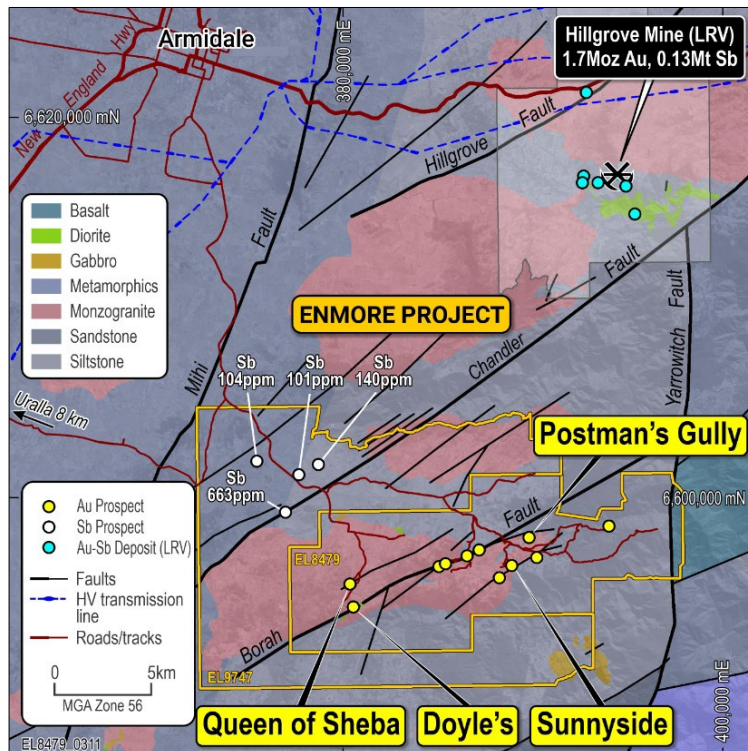 Armidale
New England Hwy
380,000 mE
6,620,000 mN
Hillgrove Mine (LRV)
1.7Moz Au, 0.13Mt Sb
Hillgrove Fault
Basalt
Diorite
Gabbro
Metamorphics
Monzogranite
Sandstone
Siltstone
Mihi Fault
ENMORE PROJECT
Chandler Fault
Yarrowitch Fault
Sb
104ppm
Sb
101ppm
Sb
140ppm
Uralla 8 km
Sb
663ppm
Postman's Gully
6,600,000 mN
Au Prospect
Sb Prospect
Au-Sb Deposit (LRV)
Faults
HV transmission
line
Roads/tracks
0 5km
MGA Zone 56
EL8479
Borah Fault
EL9747
Queen of Sheba
Doyle's
Sunnyside
400,000 mE
EL8479_0311